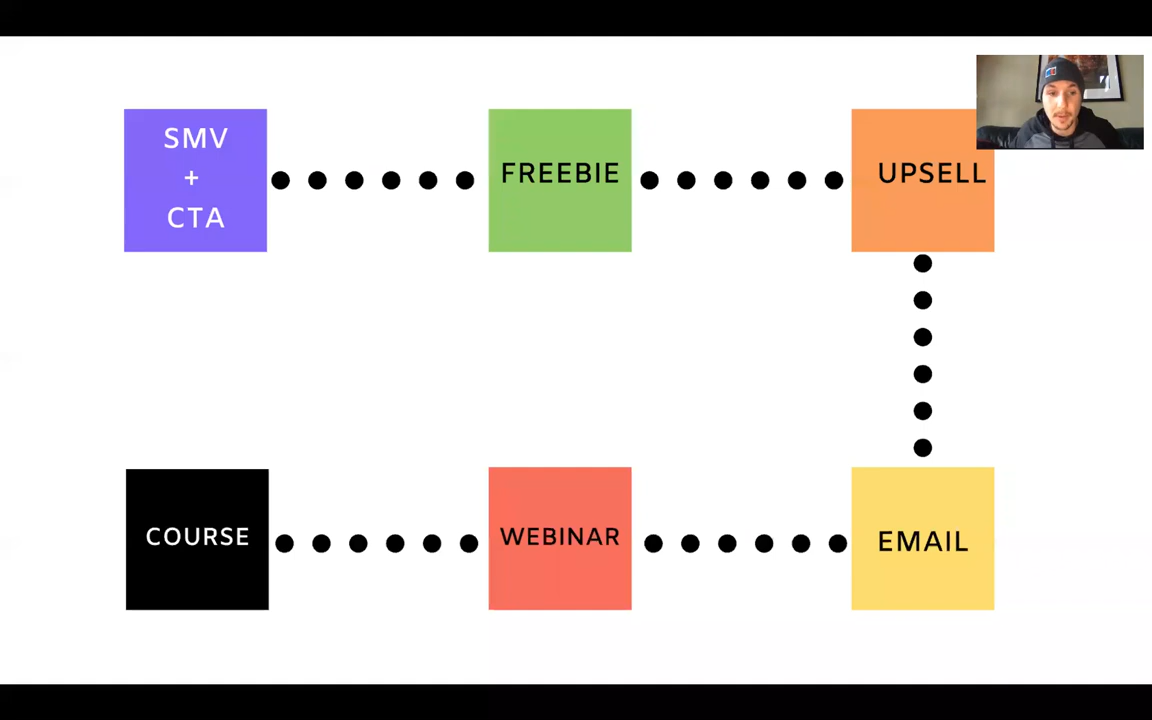 SMV
+
CTA
FREEBIE
UPSELL
COURSE
WEBINAR
EMAIL